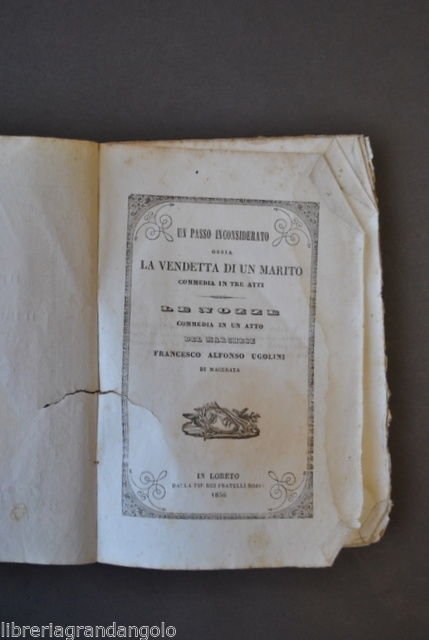 UN PASSO INCONSIDERATO
OSSIA
LA VENDETTA DI UN MARITO
COMMEDIA IN TRE ATTI
LE NOZZE
COMMEDIA IN UN ATTO
DEL MARCHESE
FRANCESCO ALFONSO UGOLINI
DI MACERATA
IN LORETO
DALLA TIP. DEI FRATELLI ROSSI
1856
libreriagrandangolo